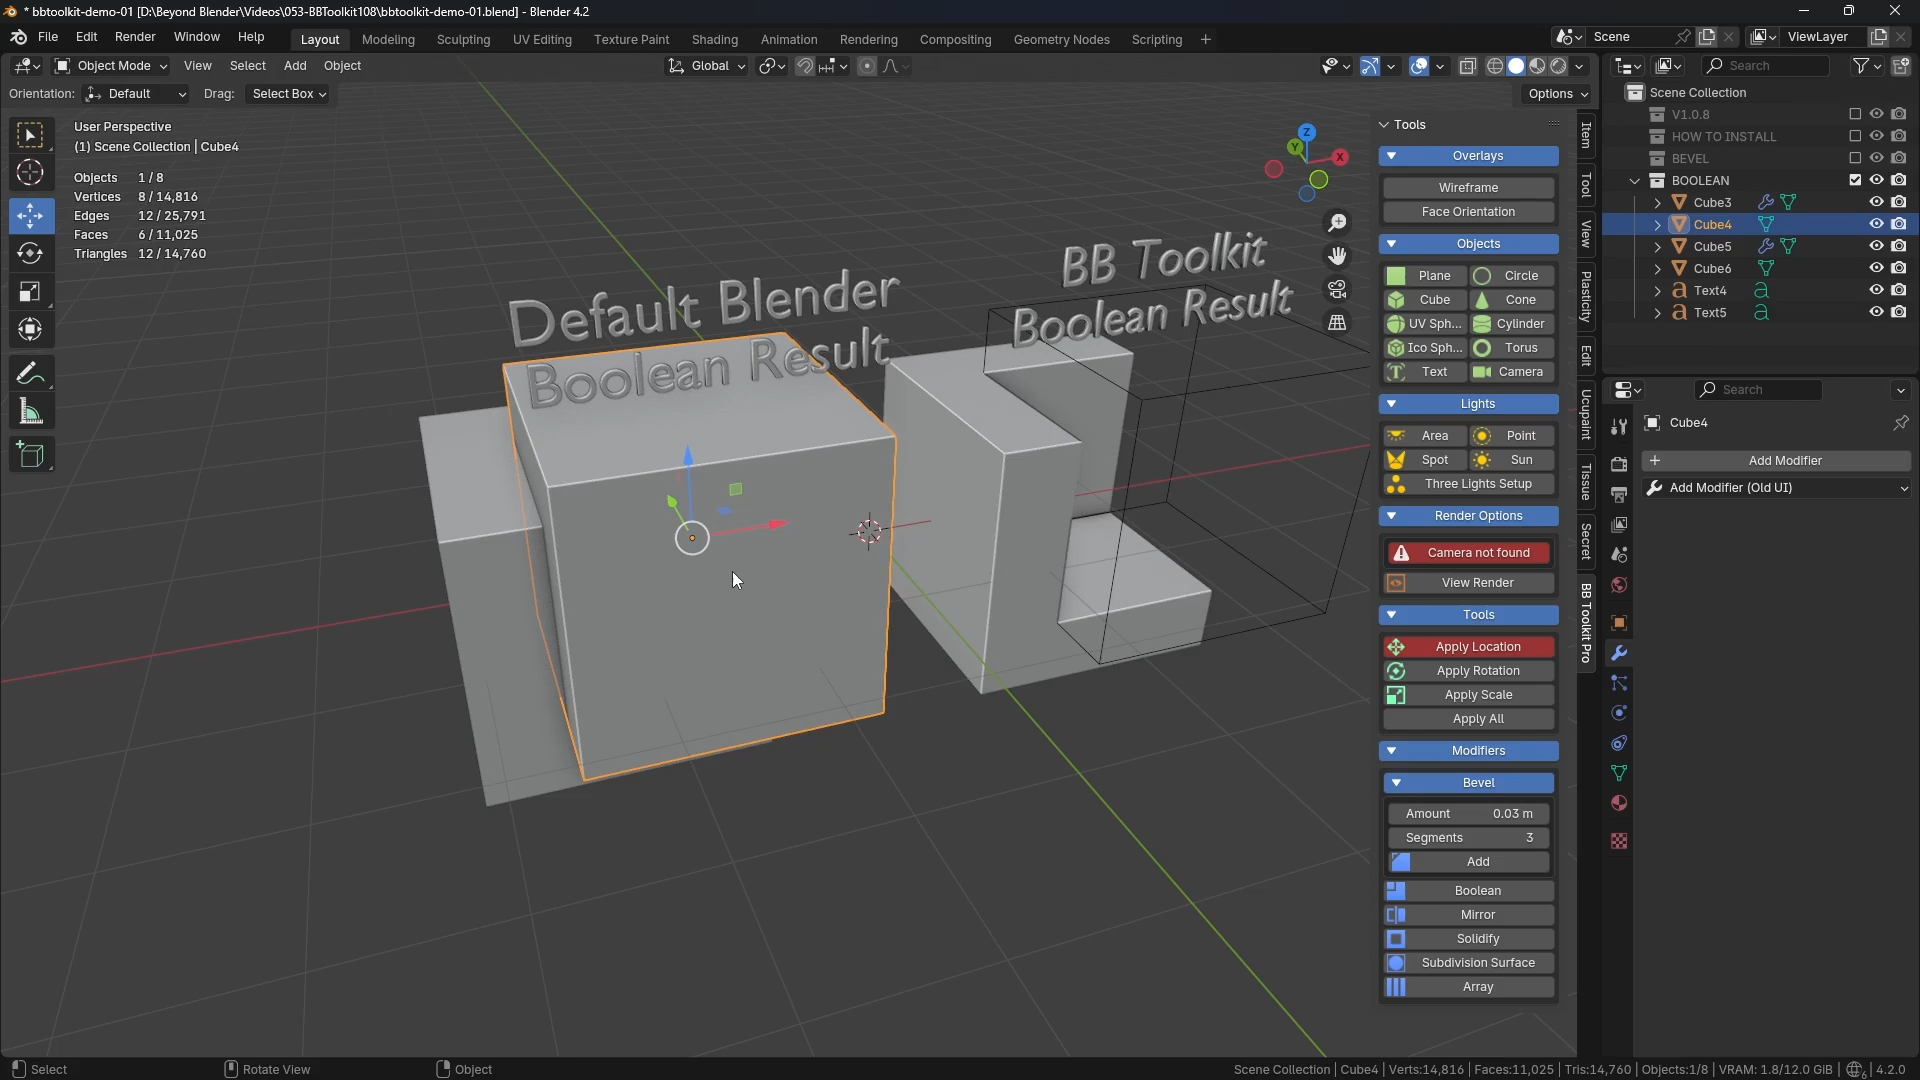 * bbtoolkit-demo-01 [D:\Beyond Blender\Videos\053-BBToolkit108\bbtoolkit-demo-01.blend] - Blender 4.2
File Edit Render Window Help Layout Modeling Sculpting UV Editing Texture Paint Shading Animation Rendering Compositing Geometry Nodes Scripting + Scene ViewLayer
Object Mode View Select Add Object Global Search
Orientation: Default Drag: Select Box Options
User Perspective
(1) Scene Collection | Cube4
Objects 1/8
Vertices 8/14,816
Edges 12/25,791
Faces 6/11,025
Triangles 12/14,760
Default Blender
Boolean Result
BB Toolkit
Boolean Result
Z
Y
X
Tools
Overlays
Wireframe
Face Orientation
Objects
Plane Circle
Cube Cone
UV Sph... Cylinder
Ico Sph... Torus
Text Camera
Lights
Area Point
Spot Sun
Three Lights Setup
Render Options
Camera not found
View Render
Tools
Apply Location
Apply Rotation
Apply Scale
Apply All
Modifiers
Bevel
Amount 0.03 m
Segments 3
Add
Boolean
Mirror
Solidify
Subdivision Surface
Array
Item
Tool
View
Plasticity
Edit
Ucupaint
Tissue
Secret
BB Toolkit Pro
Scene Collection
V1.0.8
HOW TO INSTALL
BEVEL
BOOLEAN
Cube3
Cube4
Cube5
Cube6
Text4
Text5
Search
Cube4
+ Add Modifier
Add Modifier (Old UI)
Select Rotate View Object Scene Collection | Cube4 | Verts:14,816 | Faces:11,025 | Tris:14,760 | Objects:1/8 | VRAM: 1.8/12.0 GiB | 6 | 4.2.0